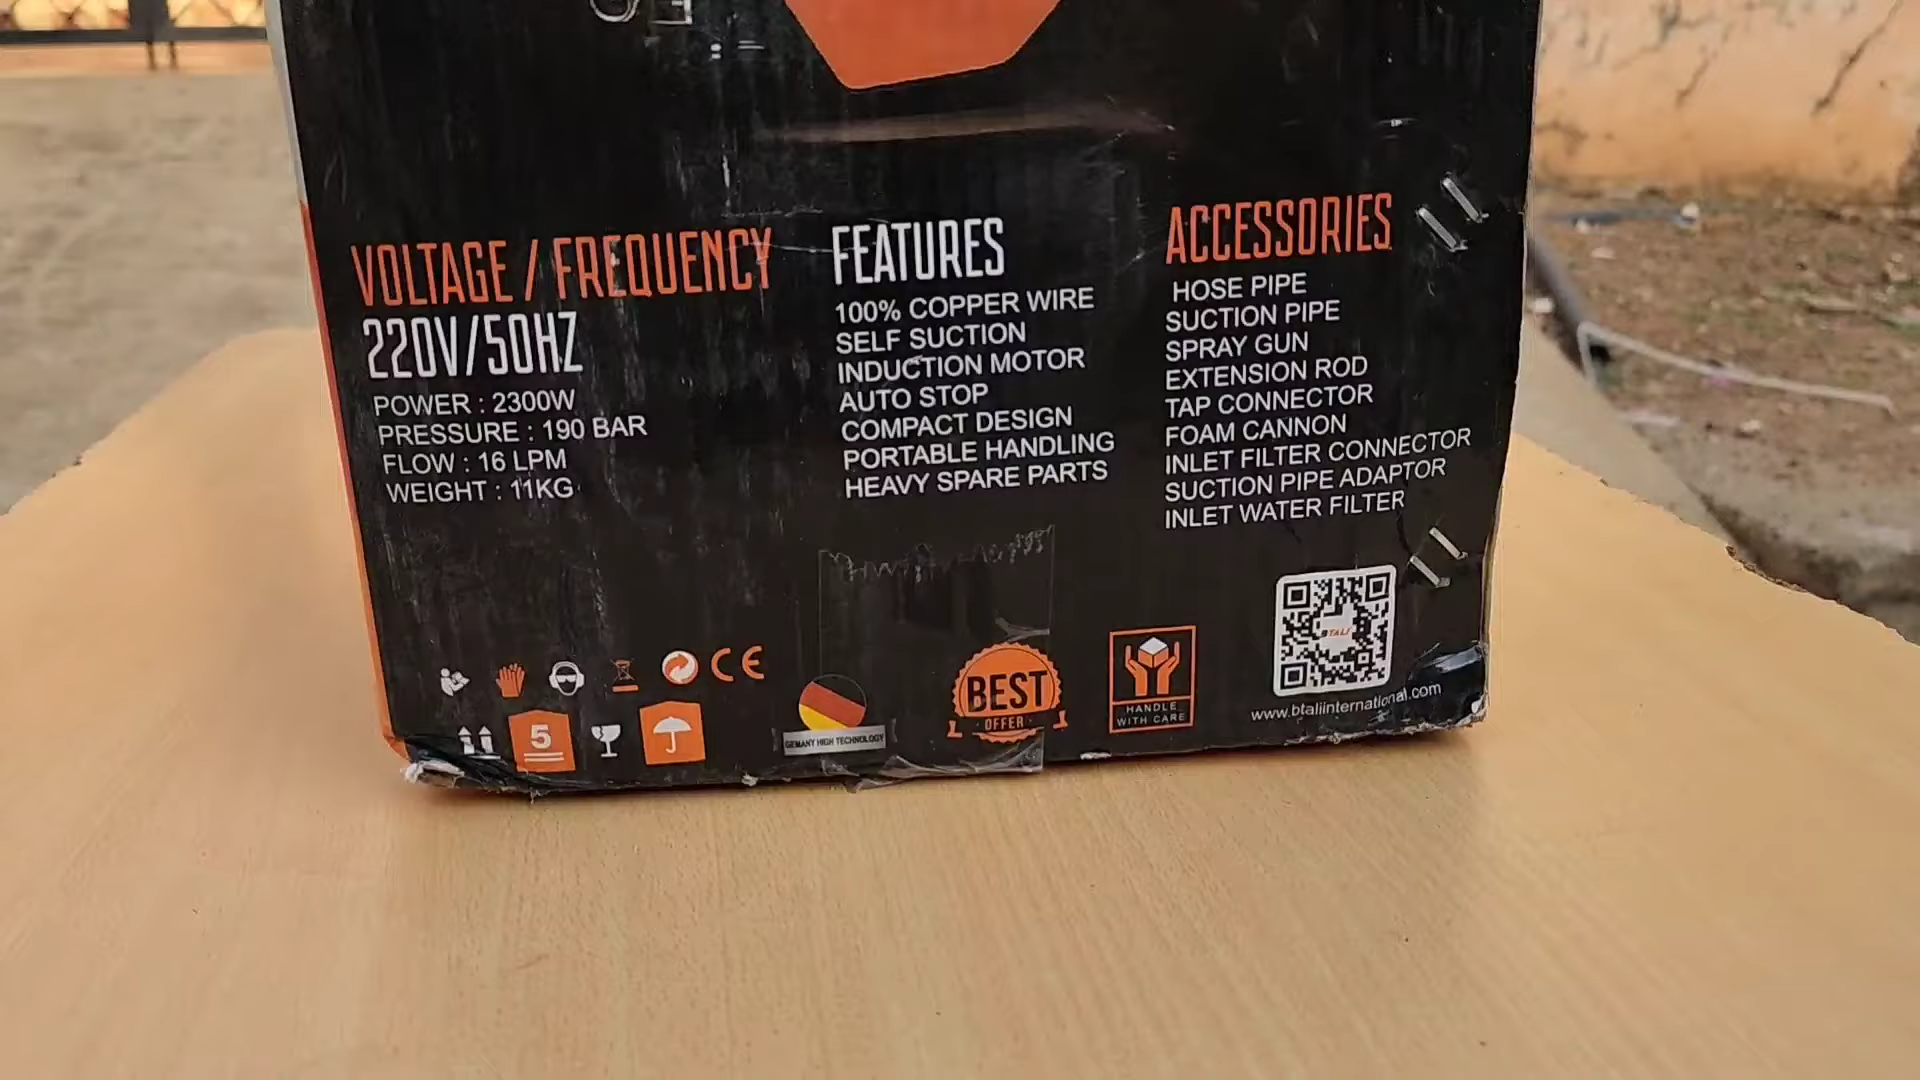 VOLTAGE / FREQUENCY
220V/50HZ
POWER : 2300W
PRESSURE : 190 BAR
FLOW : 16 LPM
WEIGHT : 11KG
FEATURES
100% COPPER WIRE
SELF SUCTION
INDUCTION MOTOR
AUTO STOP
COMPACT DESIGN
PORTABLE HANDLING
HEAVY SPARE PARTS
ACCESSORIES
HOSE PIPE
SUCTION PIPE
SPRAY GUN
EXTENSION ROD
TAP CONNECTOR
FOAM CANNON
INLET FILTER CONNECTOR
SUCTION PIPE ADAPTOR
INLET WATER FILTER
CE
5
GEMANY HIGH TECHNOLOGY
BEST
OFFER
HANDLE
WITH CARE
BTALI
www.btaliinternational.com